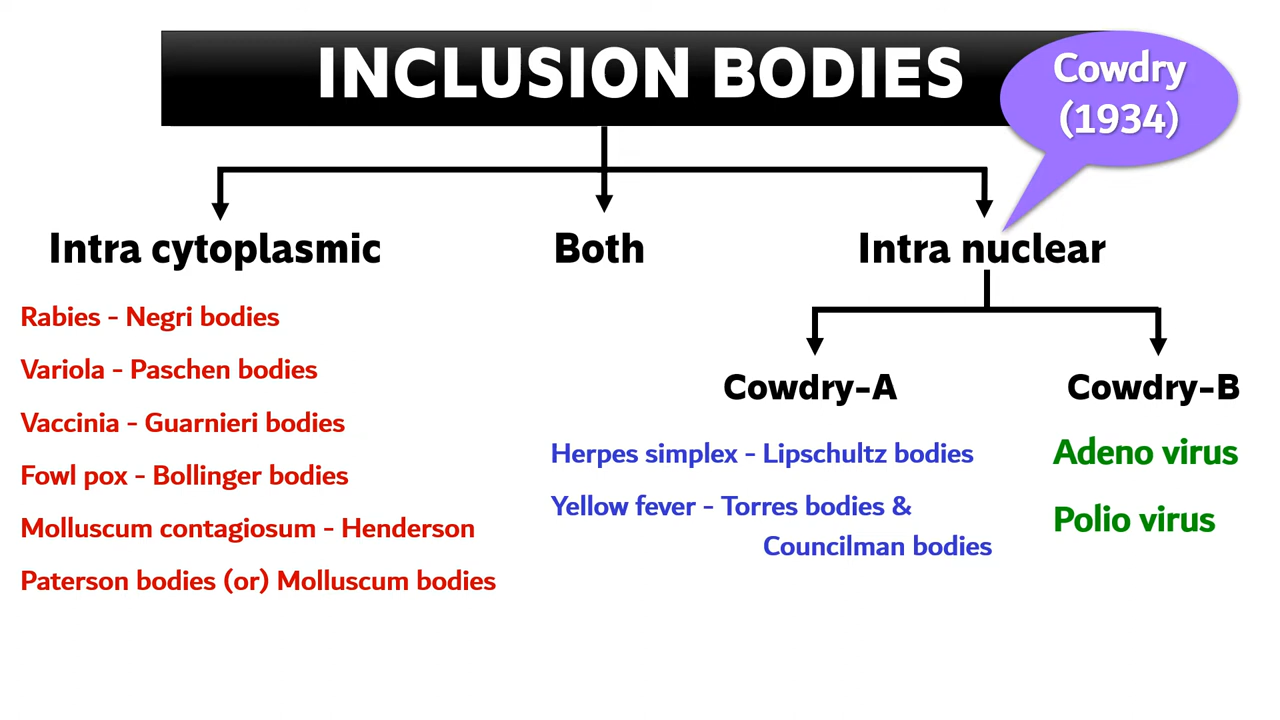 INCLUSION BODIES
Cowdry
(1934)
Intra cytoplasmic
Both
Intra nuclear
Rabies - Negri bodies
Variola - Paschen bodies
Vaccinia - Guarnieri bodies
Fowl pox - Bollinger bodies
Molluscum contagiosum - Henderson
Paterson bodies (or) Molluscum bodies
Cowdry-A
Cowdry-B
Herpes simplex - Lipschultz bodies
Yellow fever - Torres bodies &
Councilman bodies
Adeno virus
Polio virus